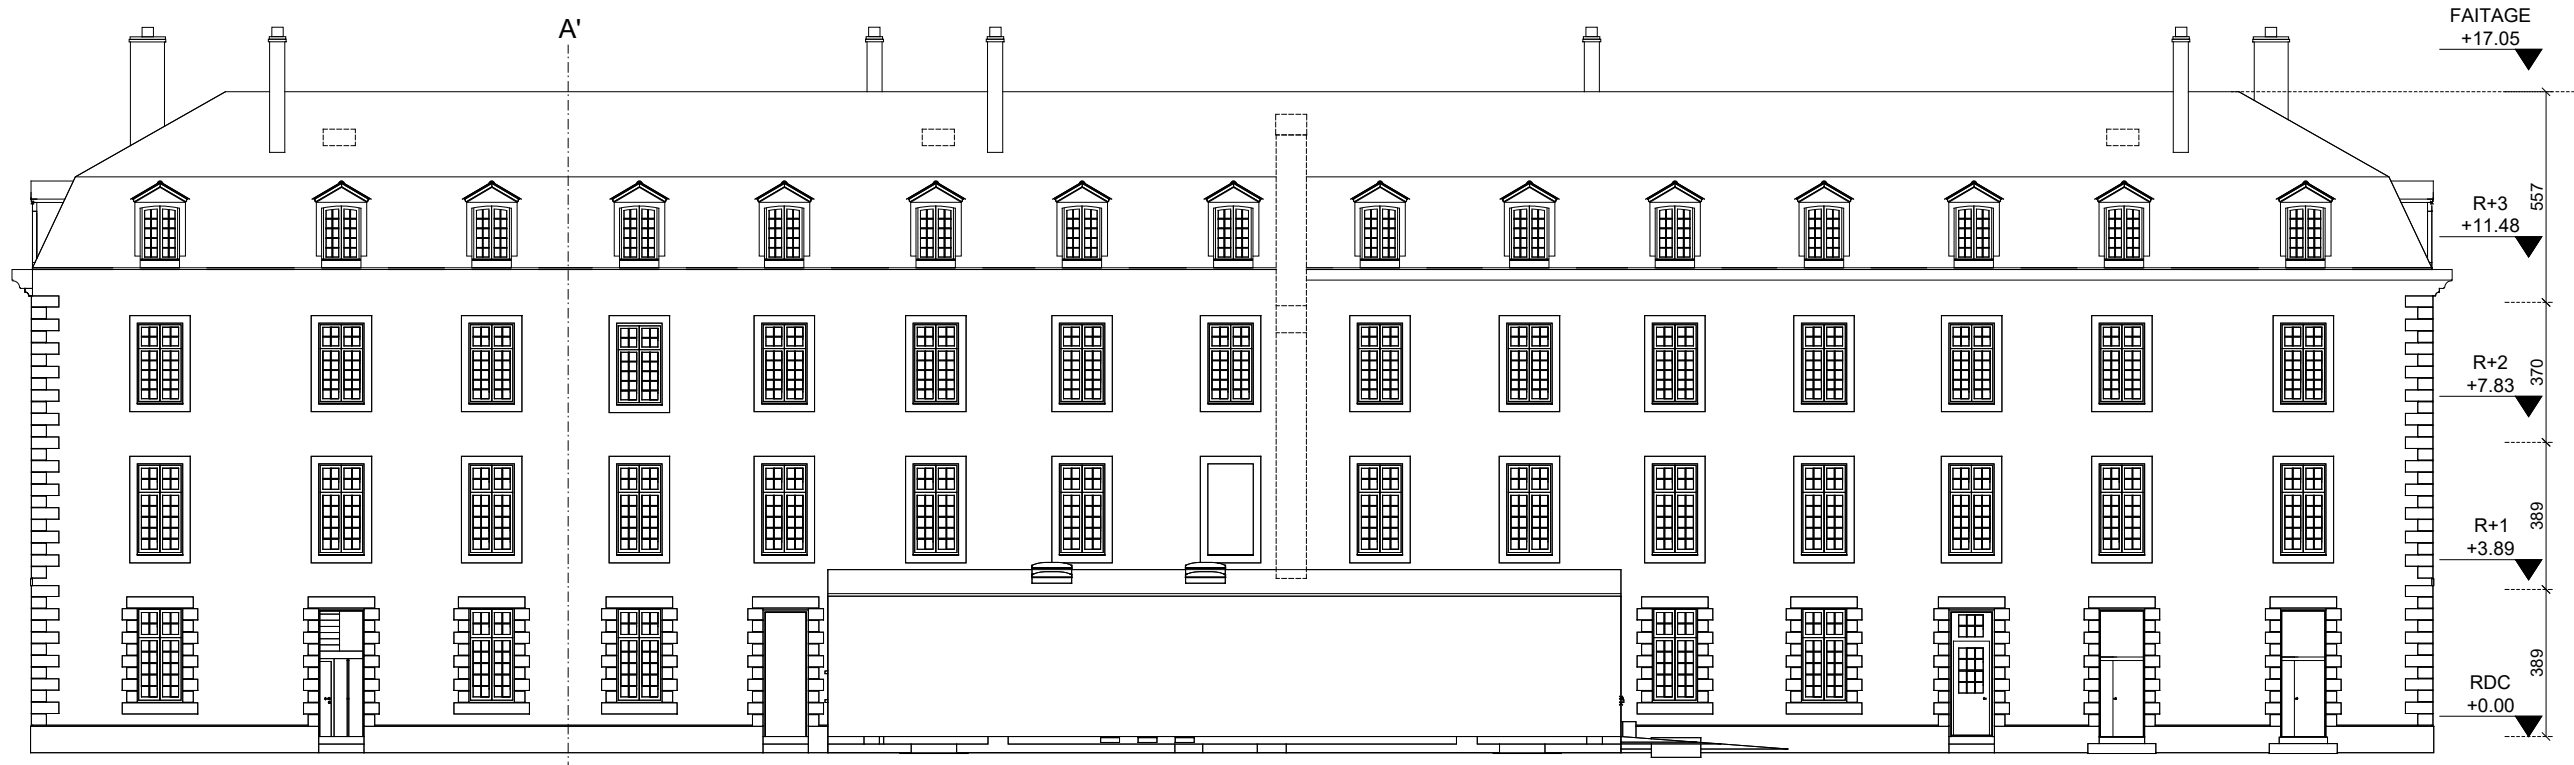 A'
FAITAGE
+17.05
557
R+3
+11.48
370
R+2
+7.83
389
R+1
+3.89
389
RDC
+0.00